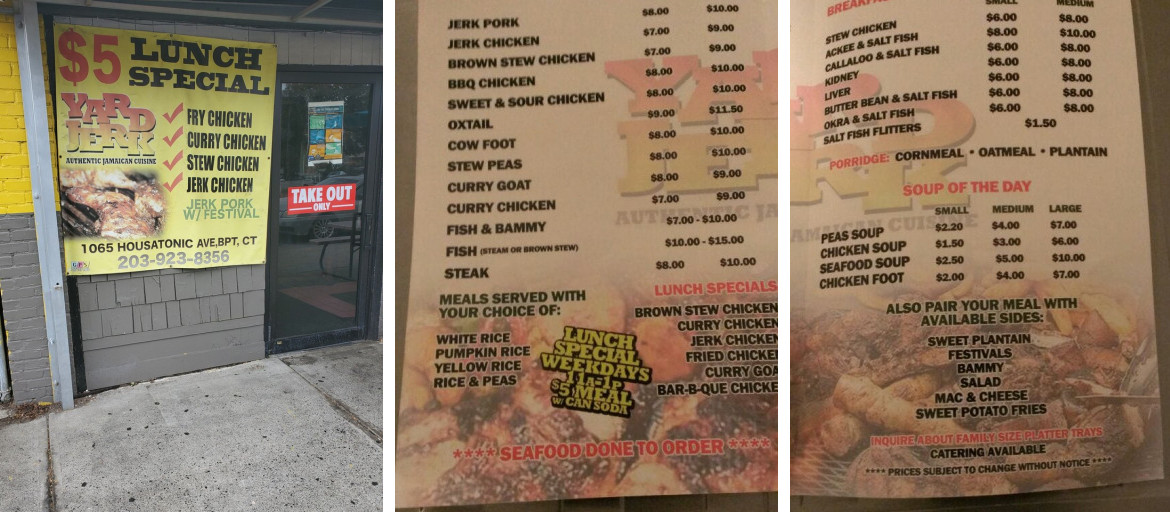 $5 LUNCH
SPECIAL
YARD
JERK
AUTHENTIC JAMAICAN CUISINE
FRY CHICKEN
CURRY CHICKEN
STEW CHICKEN
JERK CHICKEN
JERK PORK
W/ FESTIVAL
1065 HOUSATONIC AVE,BPT, CT
203-923-8356
TAKE OUT
ONLY
JERK PORK $8.00 $10.00
JERK CHICKEN $7.00 $9.00
BROWN STEW CHICKEN $7.00 $9.00
BBQ CHICKEN $8.00 $10.00
SWEET & SOUR CHICKEN $8.00 $10.00
OXTAIL $9.00 $11.50
COW FOOT $8.00 $10.00
STEW PEAS $8.00 $10.00
CURRY GOAT $8.00 $9.00
CURRY CHICKEN $7.00 $9.00
FISH & BAMMY $7.00 - $10.00
FISH (STEAM OR BROWN STEW) $10.00 - $15.00
STEAK $8.00 $10.00
MEALS SERVED WITH
YOUR CHOICE OF:
WHITE RICE
PUMPKIN RICE
YELLOW RICE
RICE & PEAS
LUNCH
SPECIAL
WEEKDAYS
11A-1P
$5 MEAL
W/ CAN SODA
LUNCH SPECIALS
BROWN STEW CHICKEN
CURRY CHICKEN
JERK CHICKEN
FRIED CHICKEN
CURRY GOA
BAR-B-QUE CHICKE
**** SEAFOOD DONE TO ORDER ****
YA
JE
AUTHENTIC JA
BREAKFA
SMALL MEDIUM
STEW CHICKEN $6.00 $8.00
ACKEE & SALT FISH $8.00 $10.00
CALLALOO & SALT FISH $6.00 $8.00
KIDNEY $6.00 $8.00
LIVER $6.00 $8.00
BUTTER BEAN & SALT FISH $6.00 $8.00
OKRA & SALT FISH $6.00 $8.00
SALT FISH FLITTERS $1.50
PORRIDGE: CORNMEAL • OATMEAL • PLANTAIN
SOUP OF THE DAY
SMALL MEDIUM LARGE
PEAS SOUP $2.20 $4.00 $7.00
CHICKEN SOUP $1.50 $3.00 $6.00
SEAFOOD SOUP $2.50 $5.00 $10.00
CHICKEN FOOT $2.00 $4.00 $7.00
AMAICAN CUISINE
ALSO PAIR YOUR MEAL WITH
AVAILABLE SIDES:
SWEET PLANTAIN
FESTIVALS
BAMMY
SALAD
MAC & CHEESE
SWEET POTATO FRIES
INQUIRE ABOUT FAMILY SIZE PLATTER TRAYS
CATERING AVAILABLE
**** PRICES SUBJECT TO CHANGE WITHOUT NOTICE ****